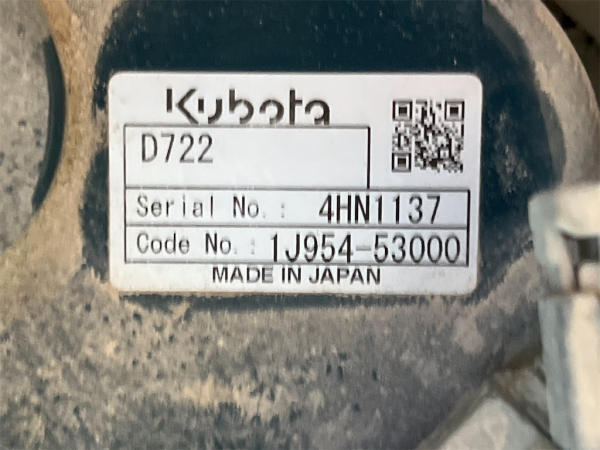 Kubota
D722
Serial No.: 4HN1137
Code No.: 1J954-53000
MADE IN JAPAN